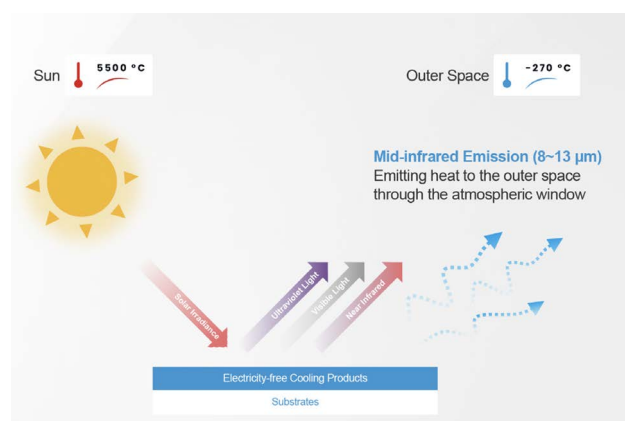 Sun
5500 °C
Outer Space
-270 °C
Mid-infrared Emission (8~13 μm)
Emitting heat to the outer space
through the atmospheric window
Solar Irradiance
Ultraviolet Light
Visible Light
Near Infrared
Electricity-free Cooling Products
Substrates